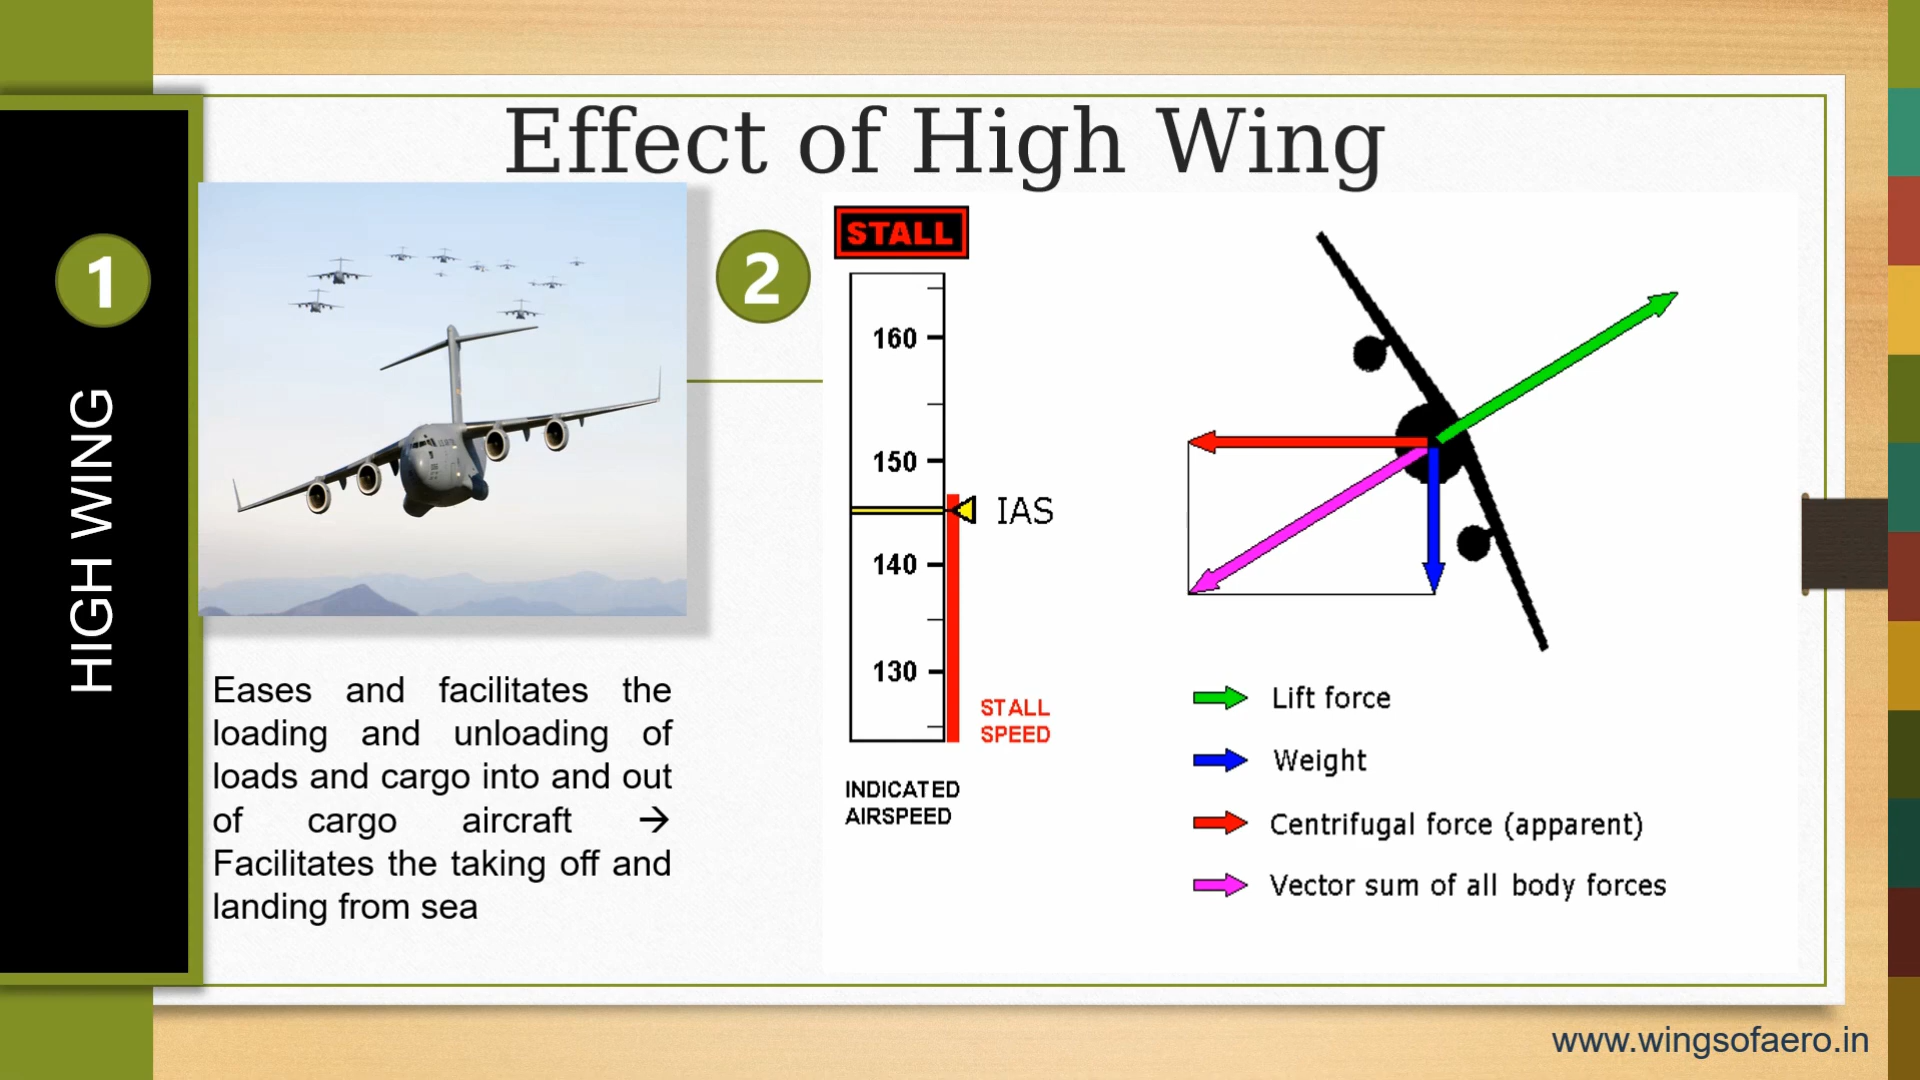 Effect of High Wing
1
HIGH WING
Eases and facilitates the
loading and unloading of
loads and cargo into and out
of cargo aircraft →
Facilitates the taking off and
landing from sea
2
STALL
160
150
IAS
140
130
STALL
SPEED
INDICATED
AIRSPEED
Lift force
Weight
Centrifugal force (apparent)
Vector sum of all body forces
www.wingsofaero.in